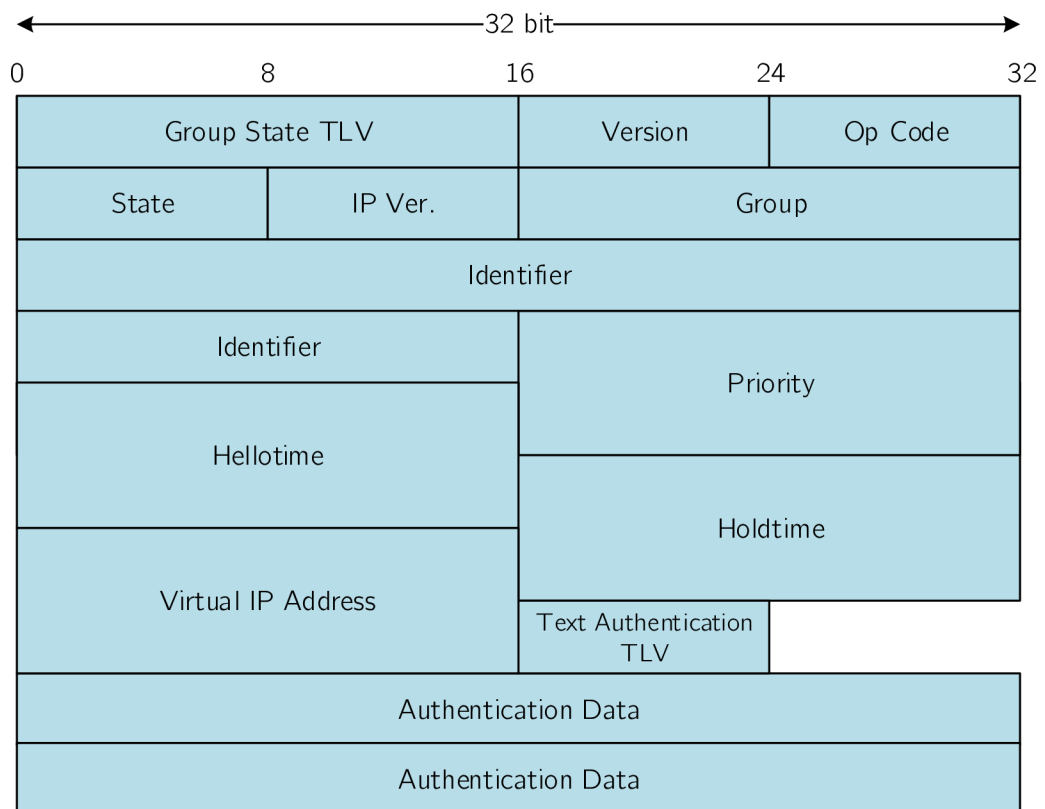 32 bit
0 8 16 24 32
Group State TLV Version Op Code
State IP Ver. Group
Identifier
Identifier
Priority
Hellotime
Holdtime
Virtual IP Address
Text Authentication
TLV
Authentication Data
Authentication Data